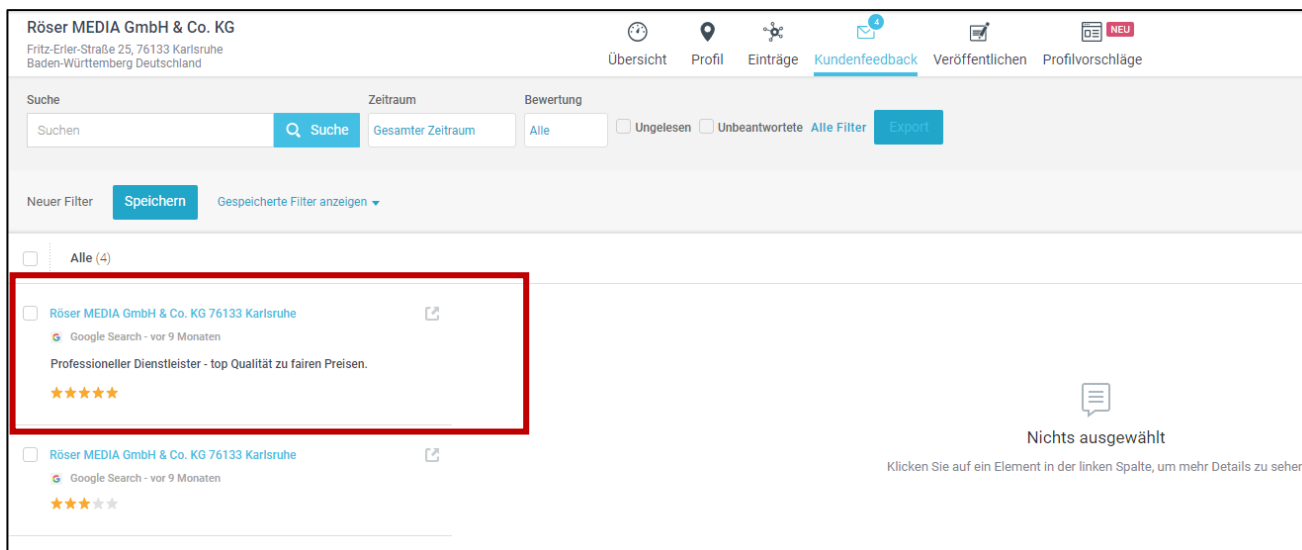 Röser MEDIA GmbH & Co. KG
Fritz-Erler-Straße 25, 76133 Karlsruhe
Baden-Württemberg Deutschland
4
NEU
Übersicht Profil Einträge Kundenfeedback Veröffentlichen Profilvorschläge
Suche Zeitraum Bewertung
Suchen Suche Gesamter Zeitraum Alle Ungelesen Unbeantwortete Alle Filter Export
Neuer Filter Speichern Gespeicherte Filter anzeigen
Alle (4)
Röser MEDIA GmbH & Co. KG 76133 Karlsruhe
G Google Search - vor 9 Monaten
Professioneller Dienstleister - top Qualität zu fairen Preisen.
Röser MEDIA GmbH & Co. KG 76133 Karlsruhe
G Google Search - vor 9 Monaten
Nichts ausgewählt
Klicken Sie auf ein Element in der linken Spalte, um mehr Details zu sehen